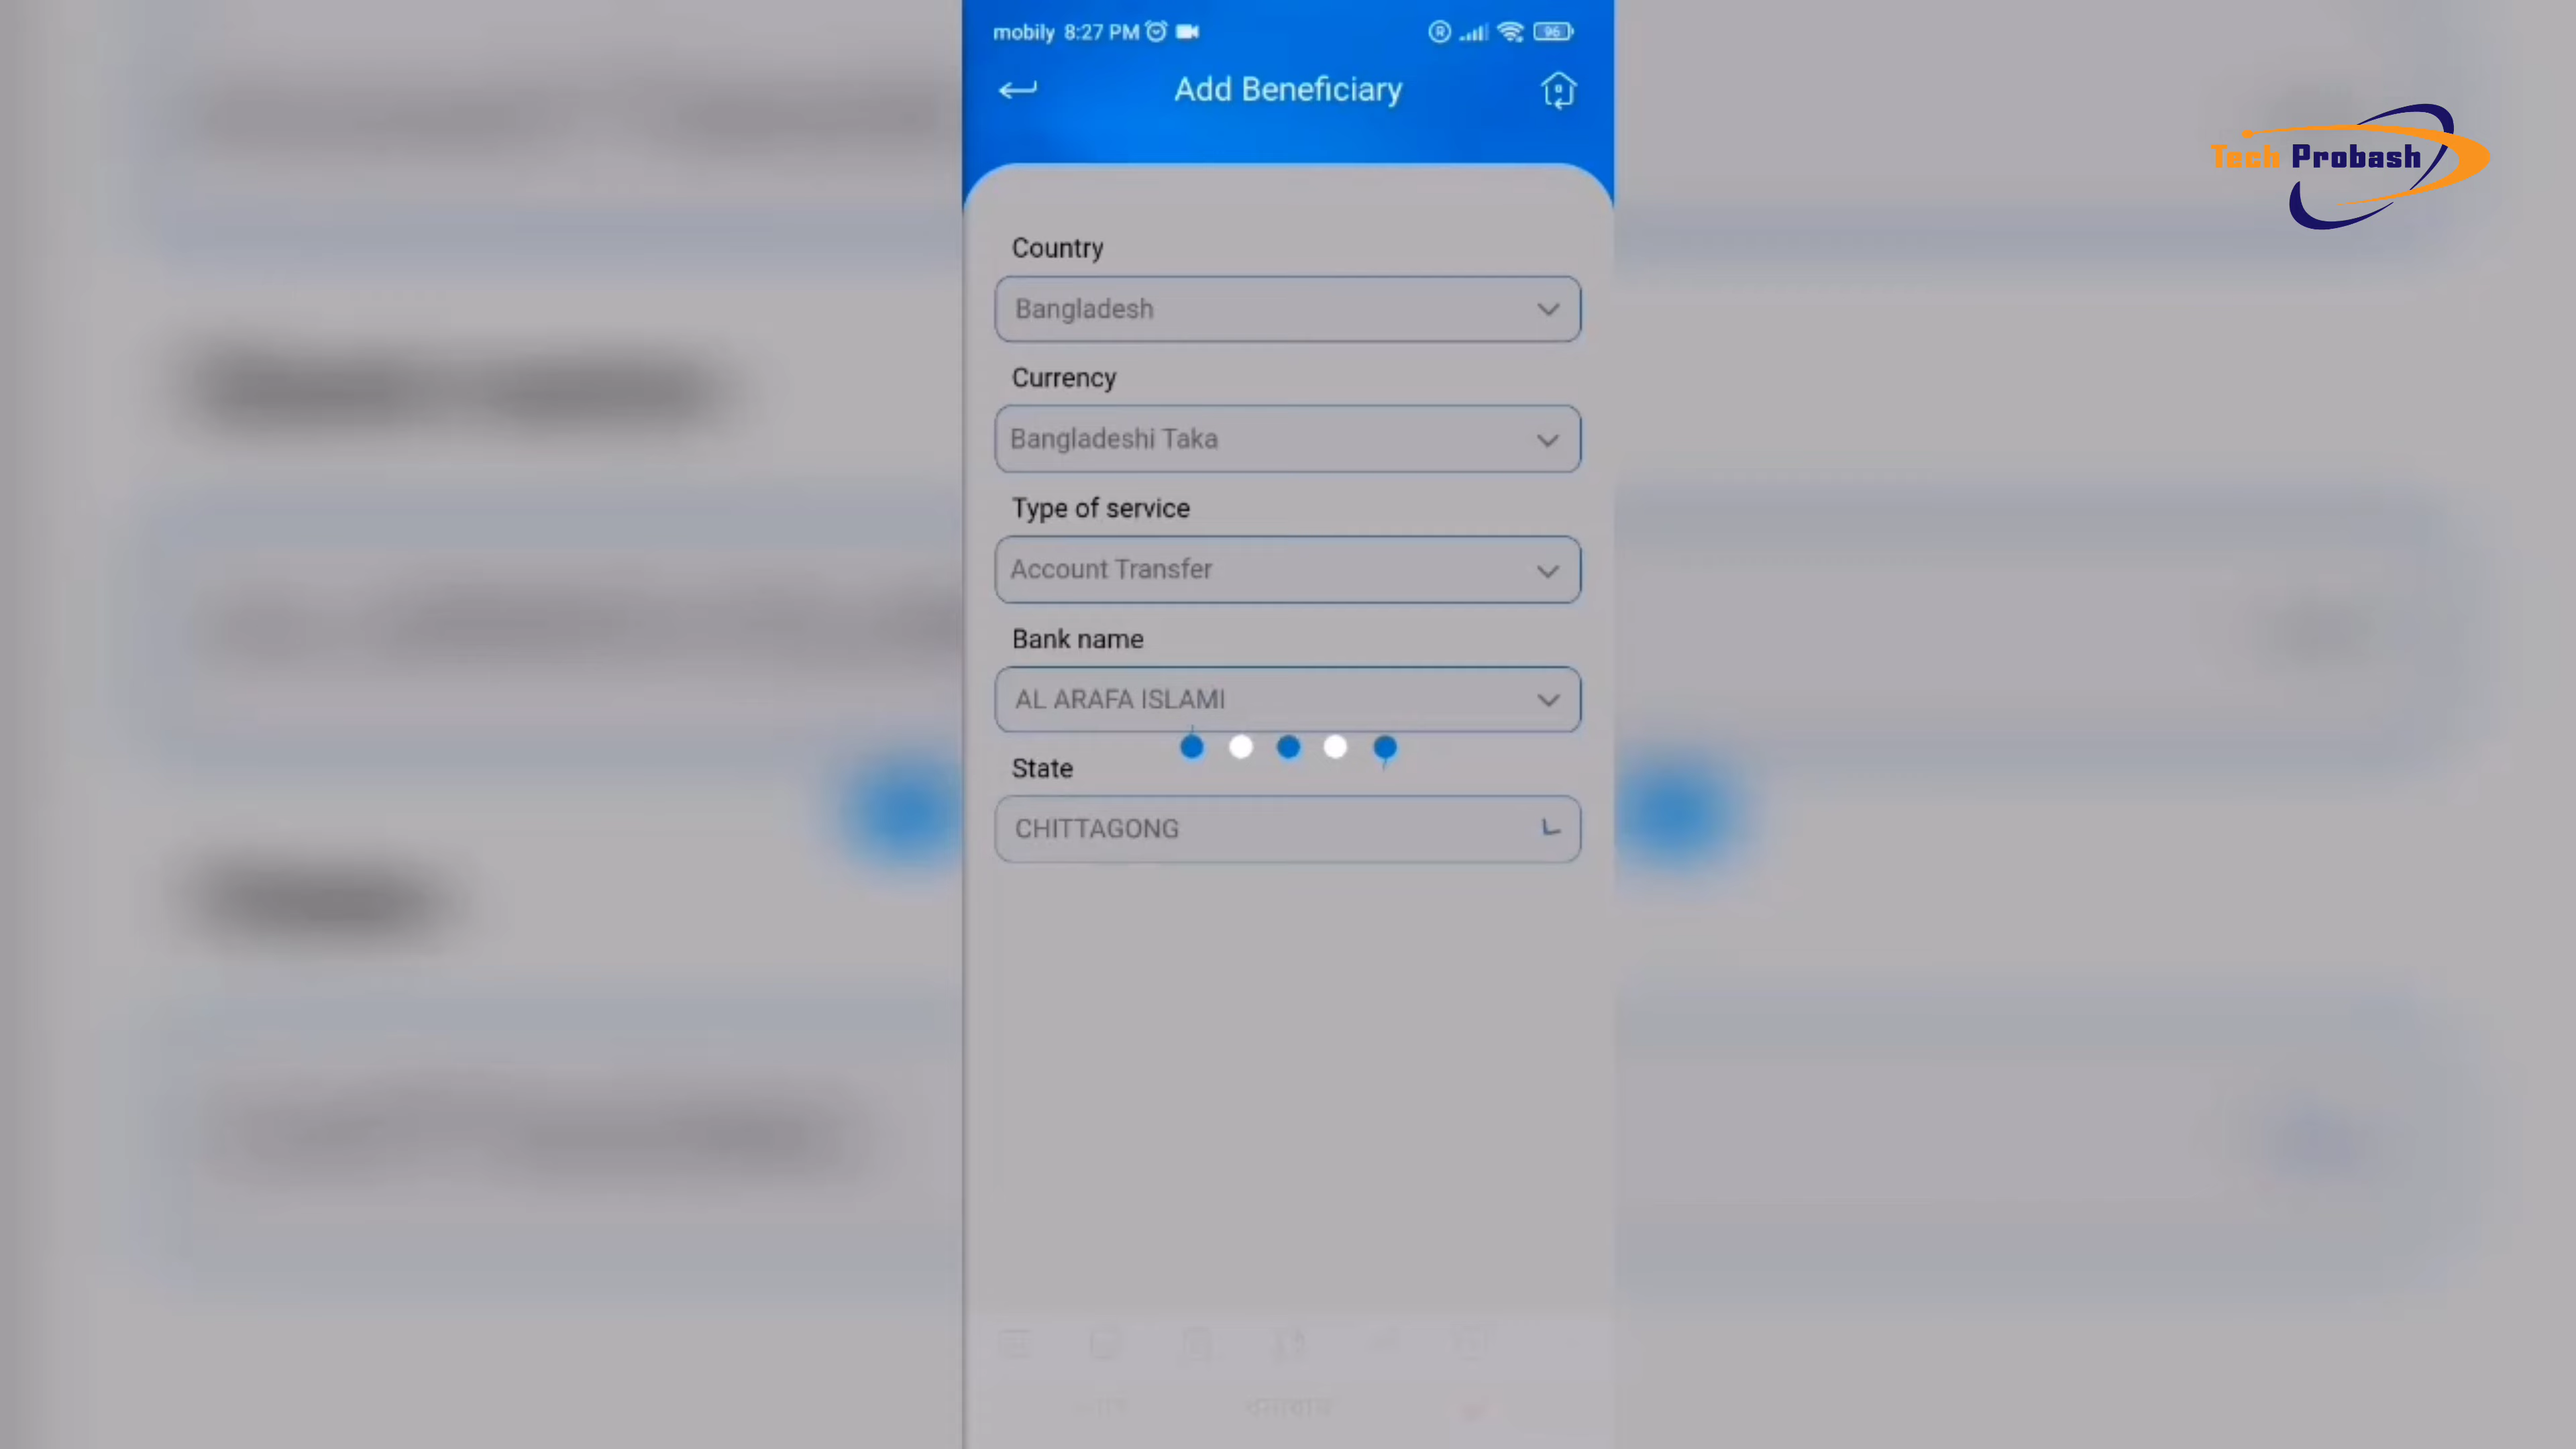 mobily 8:27 PM
96
Add Beneficiary
Tech Probash
Country
Bangladesh
Currency
Bangladeshi Taka
Type of service
Account Transfer
Bank name
AL ARAFA ISLAMI
State
CHITTAGONG